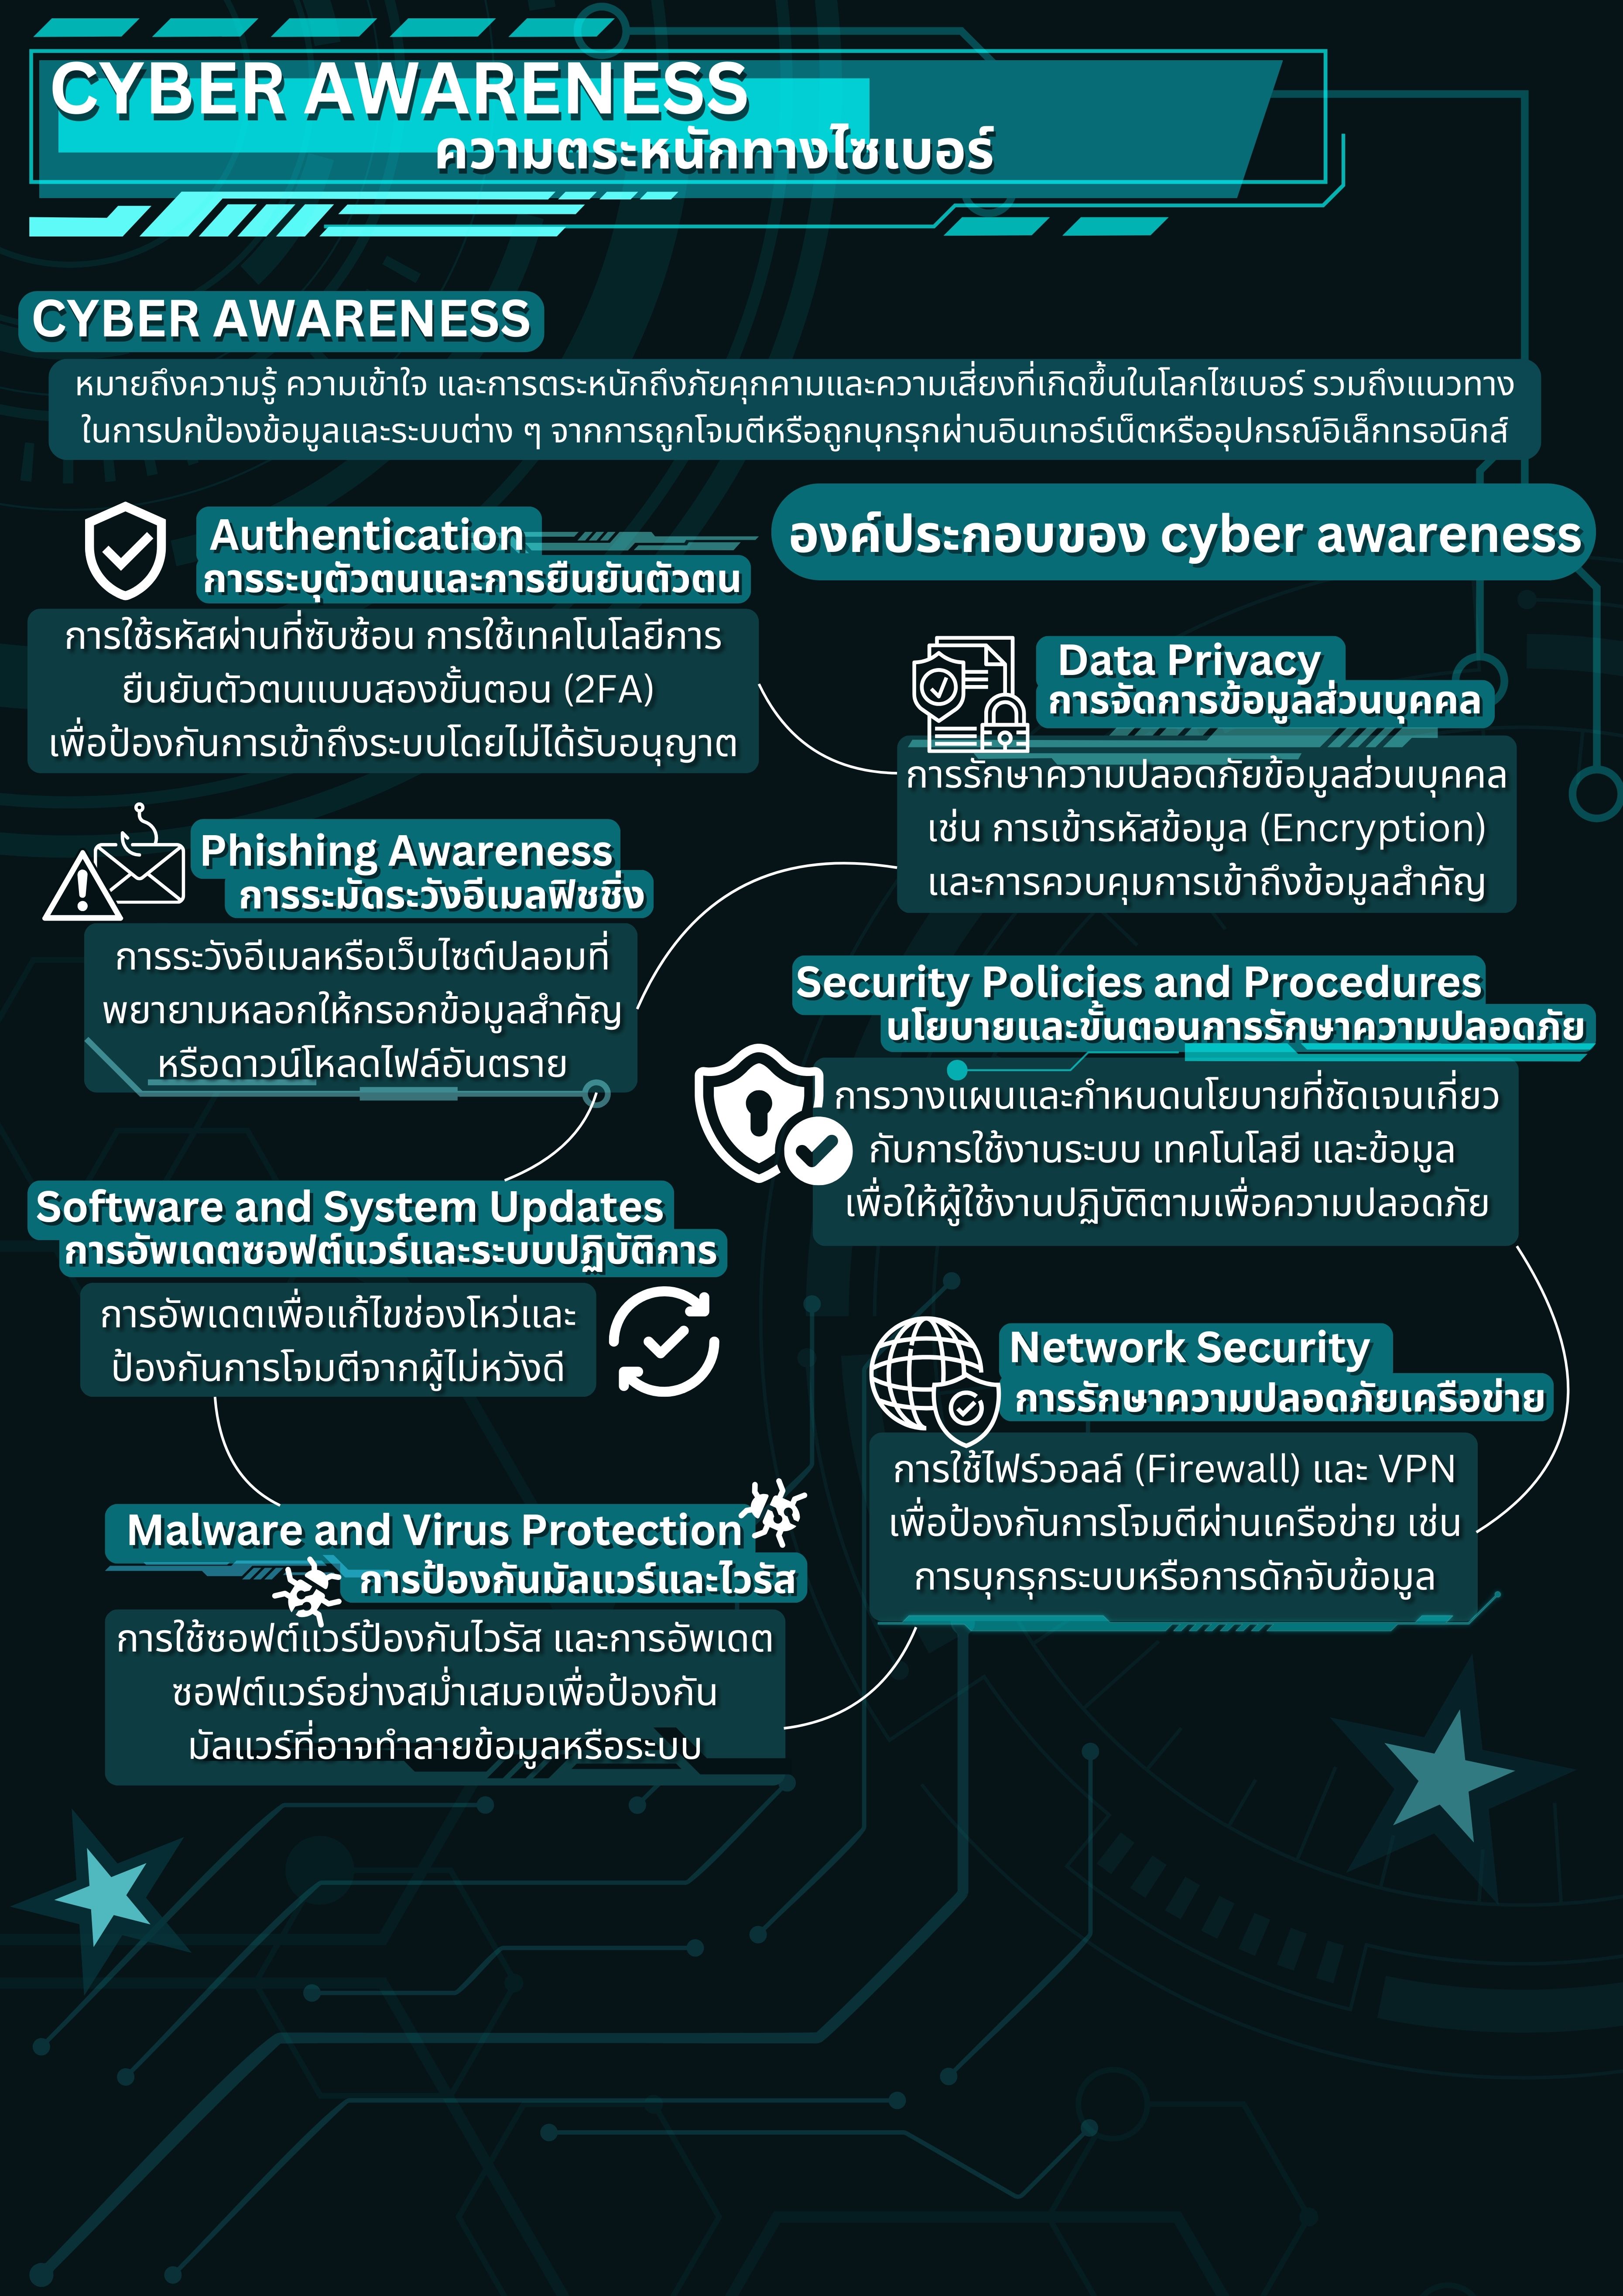 CYBER AWARENESS
ความตระหนักทางไซเบอร์
CYBER AWARENESS
หมายถึงความรู้ ความเข้าใจ และการตระหนักถึงภัยคุกคามและความเสี่ยงที่เกิดขึ้นในโลกไซเบอร์ รวมถึงแนวทาง
ในการปกป้องข้อมูลและระบบต่าง ๆ จากการถูกโจมตีหรือถูกบุกรุกผ่านอินเทอร์เน็ตหรืออุปกรณ์อิเล็กทรอนิกส์
องค์ประกอบของ cyber awareness
Authentication
การระบุตัวตนและการยืนยันตัวตน
การใช้รหัสผ่านที่ซับซ้อน การใช้เทคโนโลยีการ
ยืนยันตัวตนแบบสองขั้นตอน (2FA)
เพื่อป้องกันการเข้าถึงระบบโดยไม่ได้รับอนุญาต
Data Privacy
การจัดการข้อมูลส่วนบุคคล
การรักษาความปลอดภัยข้อมูลส่วนบุคคล
เช่น การเข้ารหัสข้อมูล (Encryption)
และการควบคุมการเข้าถึงข้อมูลสำคัญ
Phishing Awareness
การระมัดระวังอีเมลฟิชชิ่ง
การระวังอีเมลหรือเว็บไซต์ปลอมที่
พยายามหลอกให้กรอกข้อมูลสำคัญ
หรือดาวน์โหลดไฟล์อันตราย
Security Policies and Procedures
นโยบายและขั้นตอนการรักษาความปลอดภัย
การวางแผนและกำหนดนโยบายที่ชัดเจนเกี่ยว
กับการใช้งานระบบ เทคโนโลยี และข้อมูล
เพื่อให้ผู้ใช้งานปฏิบัติตามเพื่อความปลอดภัย
Software and System Updates
การอัพเดตซอฟต์แวร์และระบบปฏิบัติการ
การอัพเดตเพื่อแก้ไขช่องโหว่และ
ป้องกันการโจมตีจากผู้ไม่หวังดี
Network Security
การรักษาความปลอดภัยเครือข่าย
การใช้ไฟร์วอลล์ (Firewall) และ VPN
เพื่อป้องกันการโจมตีผ่านเครือข่าย เช่น
การบุกรุกระบบหรือการดักจับข้อมูล
Malware and Virus Protection
การป้องกันมัลแวร์และไวรัส
การใช้ซอฟต์แวร์ป้องกันไวรัส และการอัพเดต
ซอฟต์แวร์อย่างสม่ำเสมอเพื่อป้องกัน
มัลแวร์ที่อาจทำลายข้อมูลหรือระบบ